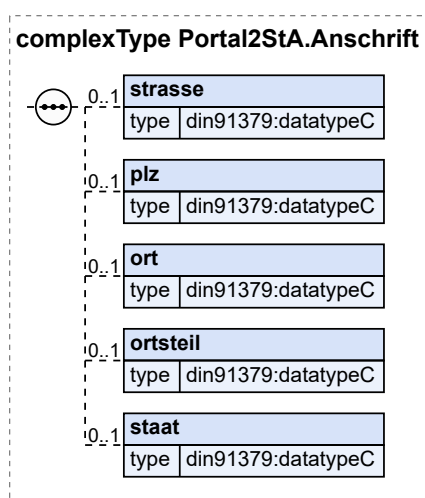 complexType Portal2StA.Anschrift
0..1 strasse
type din91379:datatypeC
0..1 plz
type din91379:datatypeC
0..1 ort
type din91379:datatypeC
0..1 ortsteil
type din91379:datatypeC
0..1 staat
type din91379:datatypeC